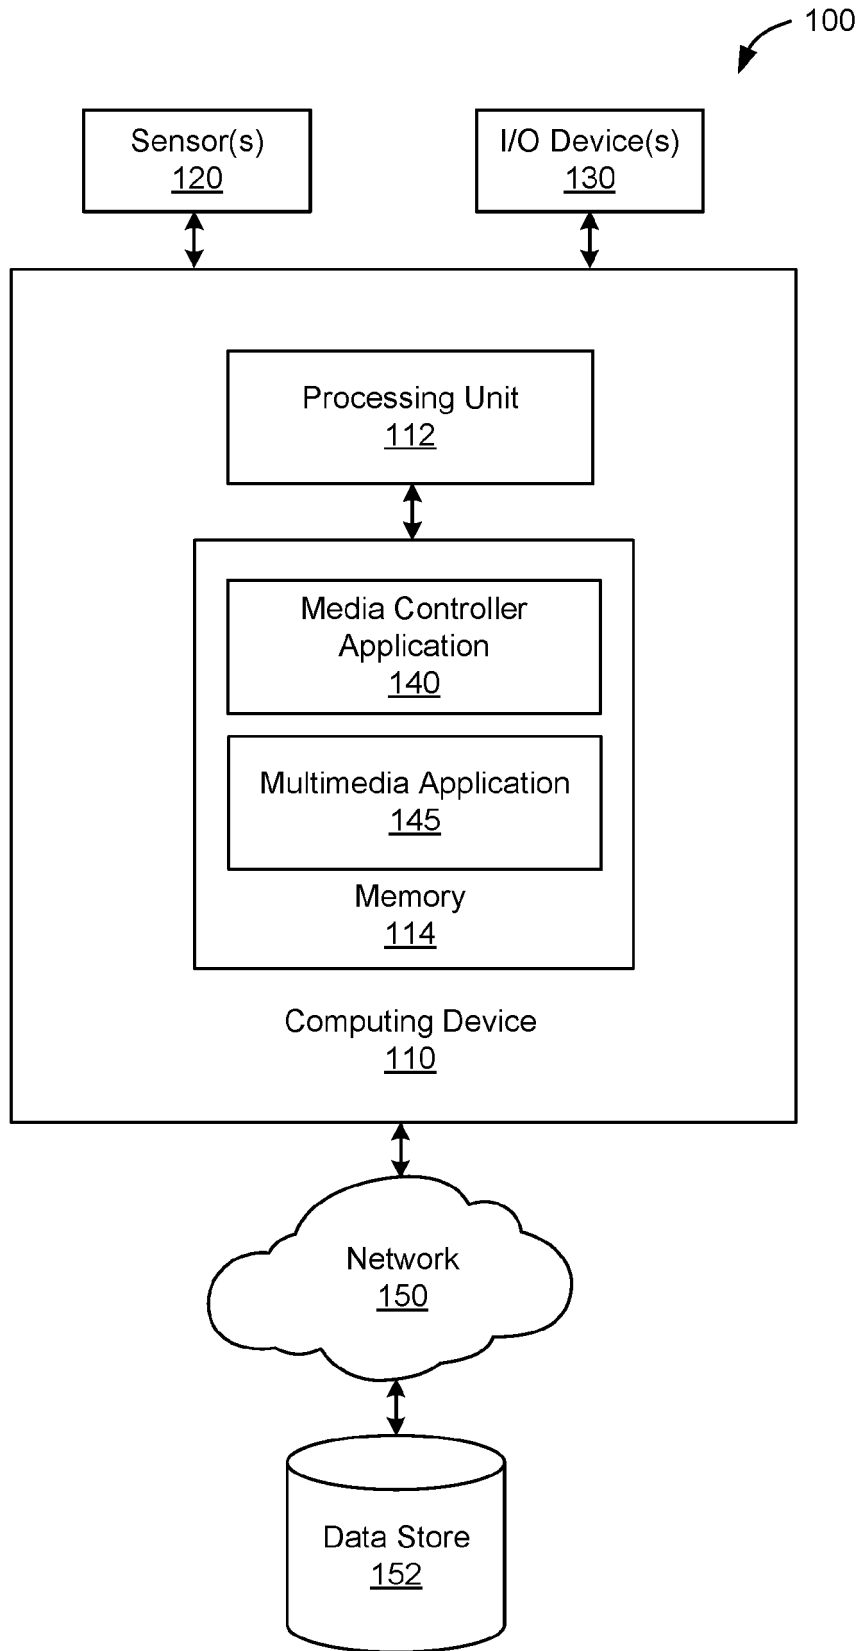 100
Sensor(s)
120
I/O Device(s)
130
Processing Unit
112
Media Controller
Application
140
Multimedia Application
145
Memory
114
Computing Device
110
Network
150
Data Store
152